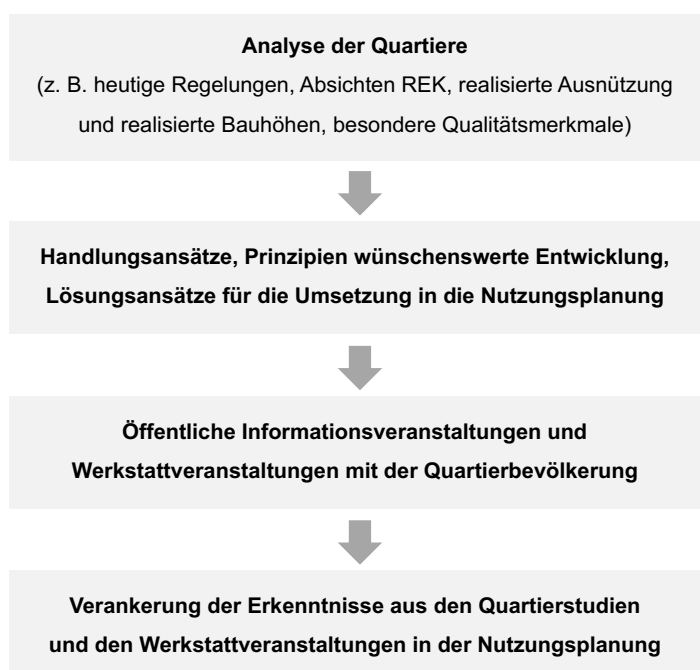 Analyse der Quartiere
(z. B. heutige Regelungen, Absichten REK, realisierte Ausnützung
und realisierte Bauhöhen, besondere Qualitätsmerkmale)
Handlungsansätze, Prinzipien wünschenswerte Entwicklung,
Lösungsansätze für die Umsetzung in die Nutzungsplanung
Öffentliche Informationsveranstaltungen und
Werkstattveranstaltungen mit der Quartierbevölkerung
Verankerung der Erkenntnisse aus den Quartierstudien
und den Werkstattveranstaltungen in der Nutzungsplanung